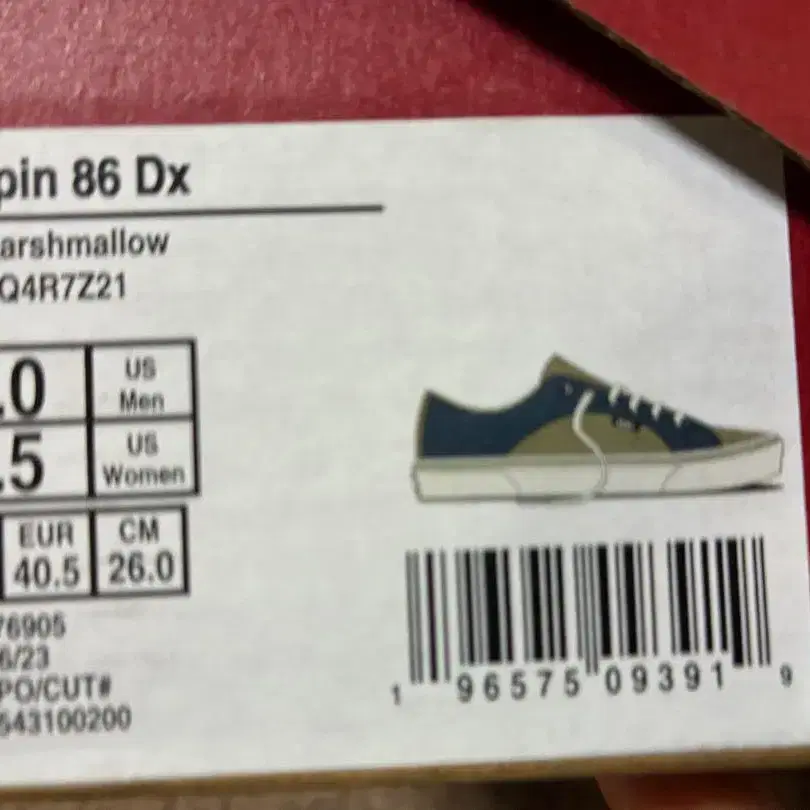 pin 86 Dx
arshmallow
Q4R7Z21
.0 US Men
.5 US Women
EUR CM
40.5 26.0
76905
6/23
PO/CUT#
643100200
1 96575 09391 9